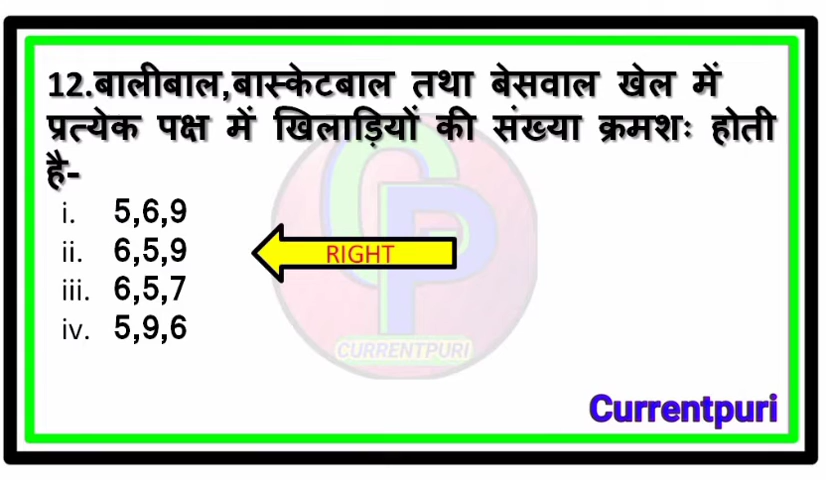 12.बालीबाल,बास्केटबाल तथा बेसवाल खेल में
प्रत्येक पक्ष में खिलाड़ियों की संख्या क्रमशः होती
है-
i. 5,6,9
ii. 6,5,9
RIGHT
iii. 6,5,7
iv. 5,9,6
CURRENTPURI
Currentpuri